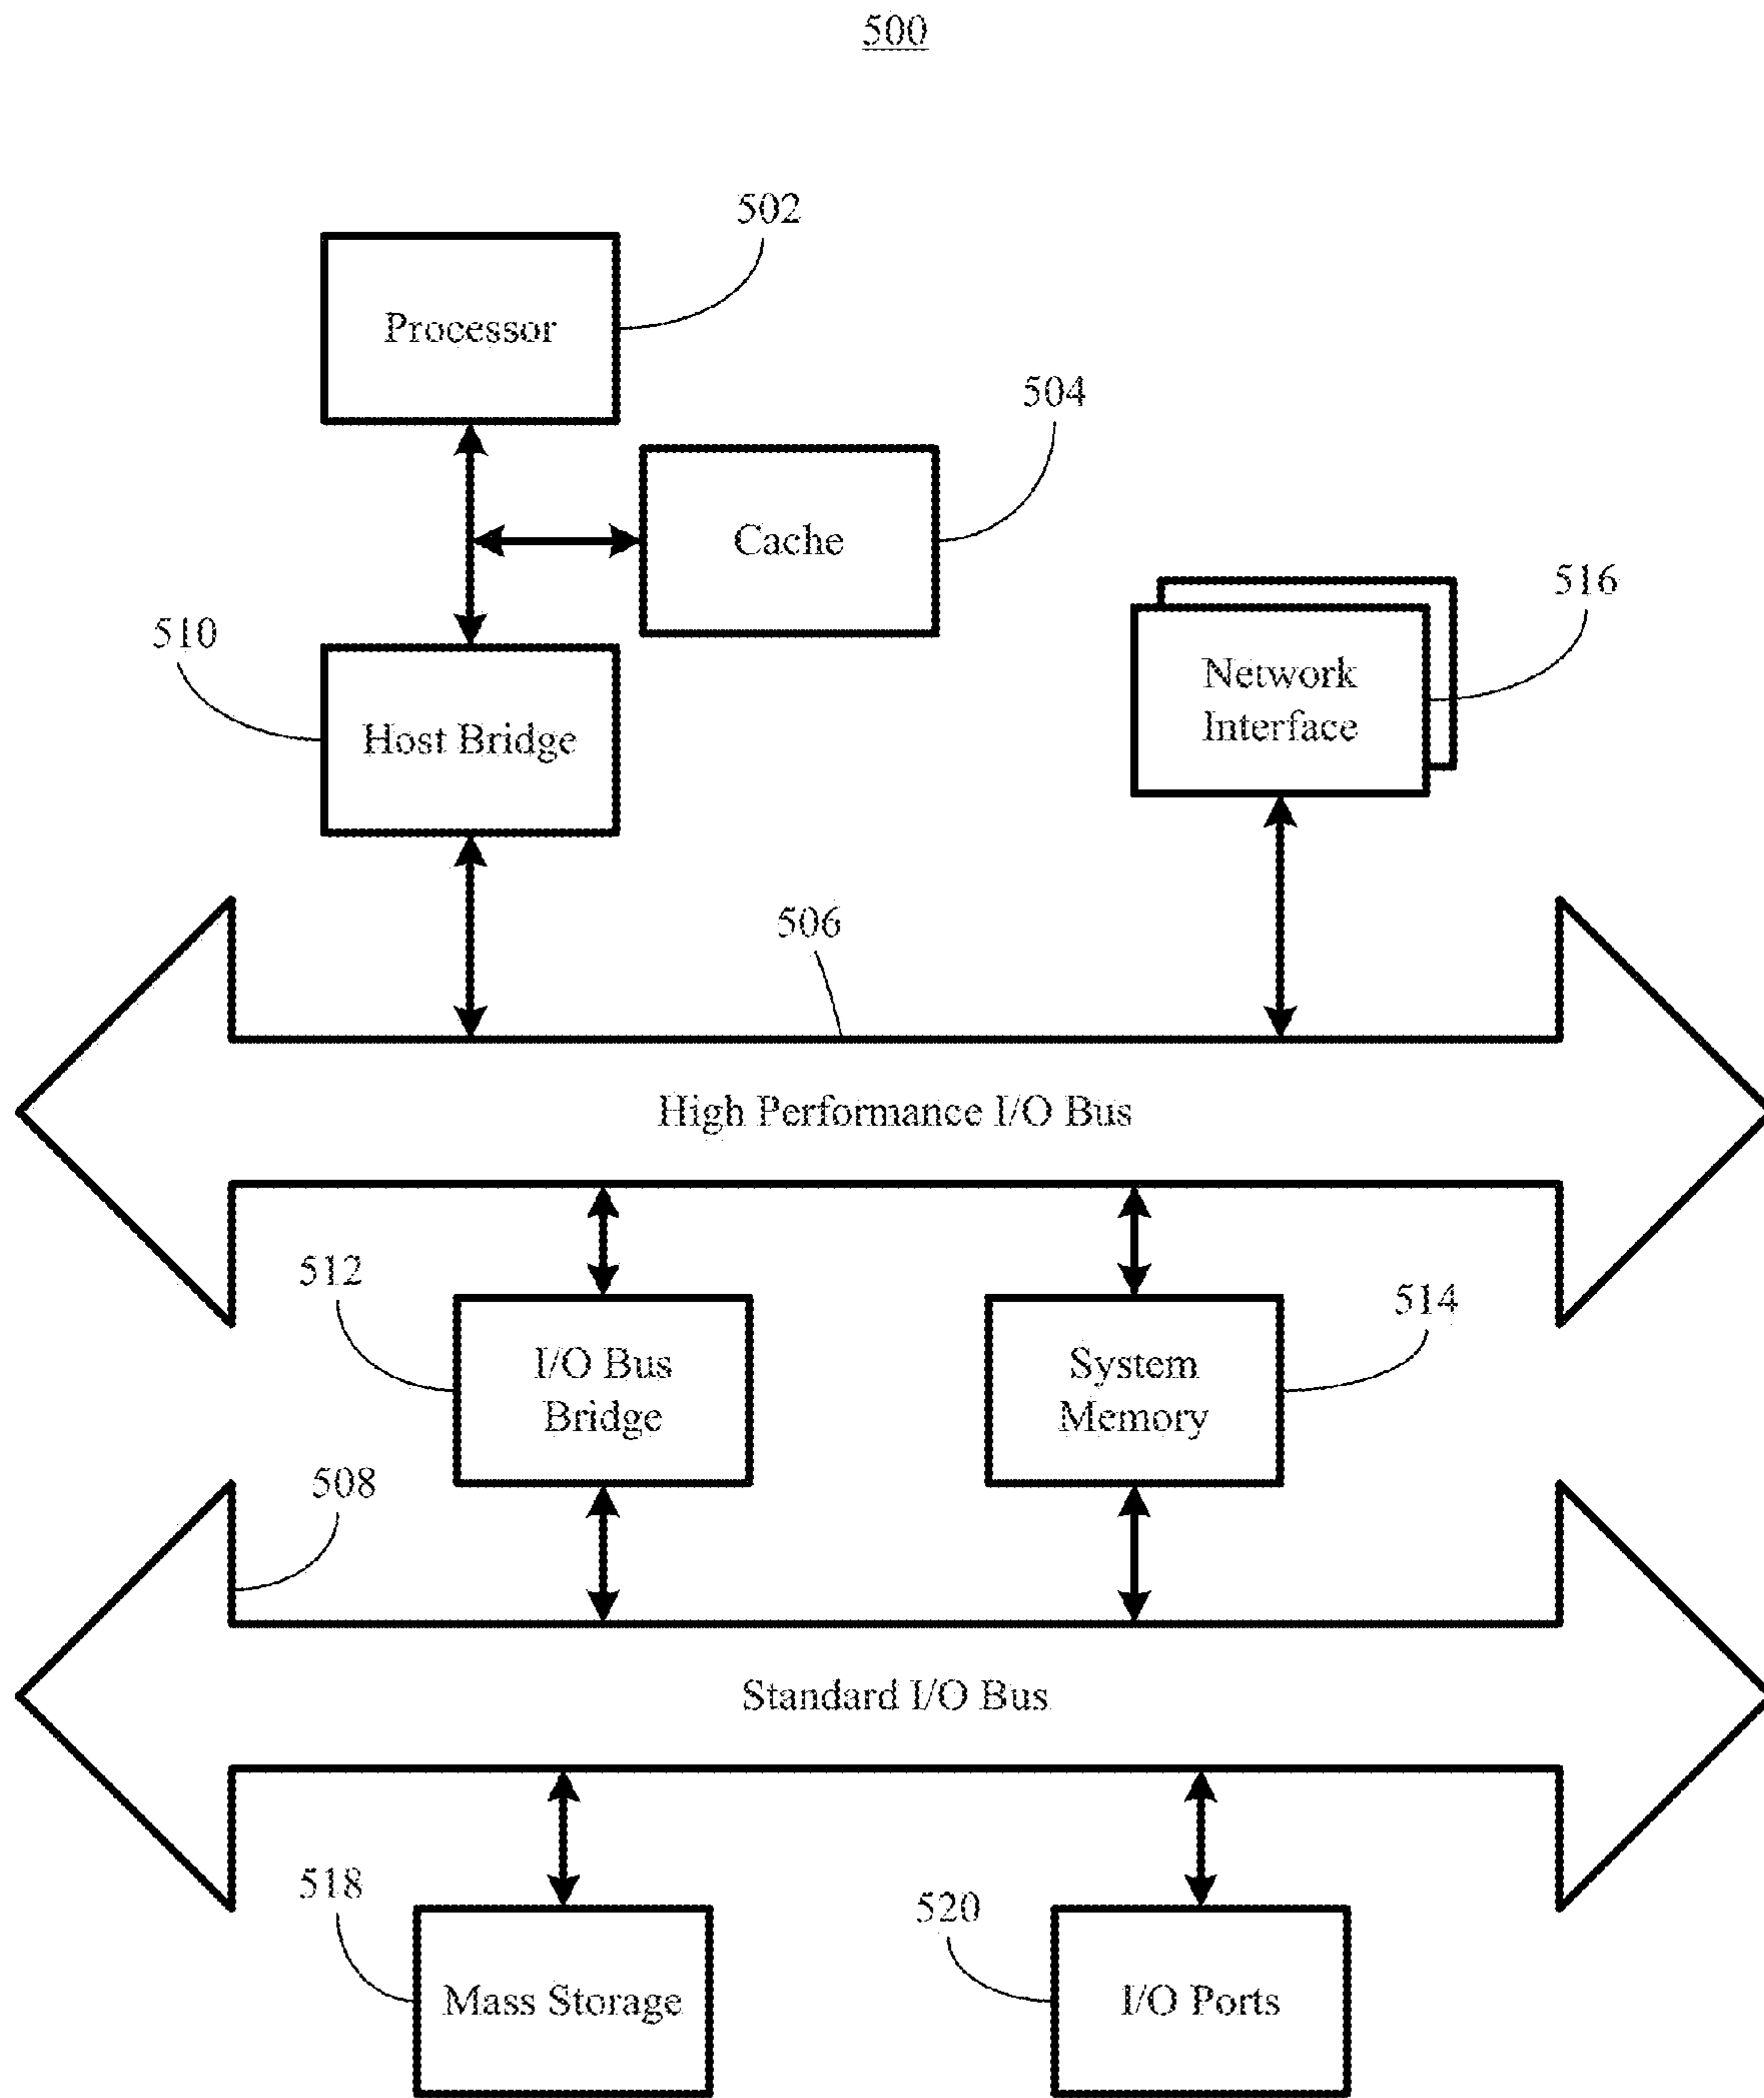 500
502
Processor
504
Cache
516
510
Network
Interface
Host Bridge
506
High Performance I/O Bus
512
514
I/O Bus
Bridge
System
Memory
508
Standard I/O Bus
518
520
Mass Storage
I/O Ports